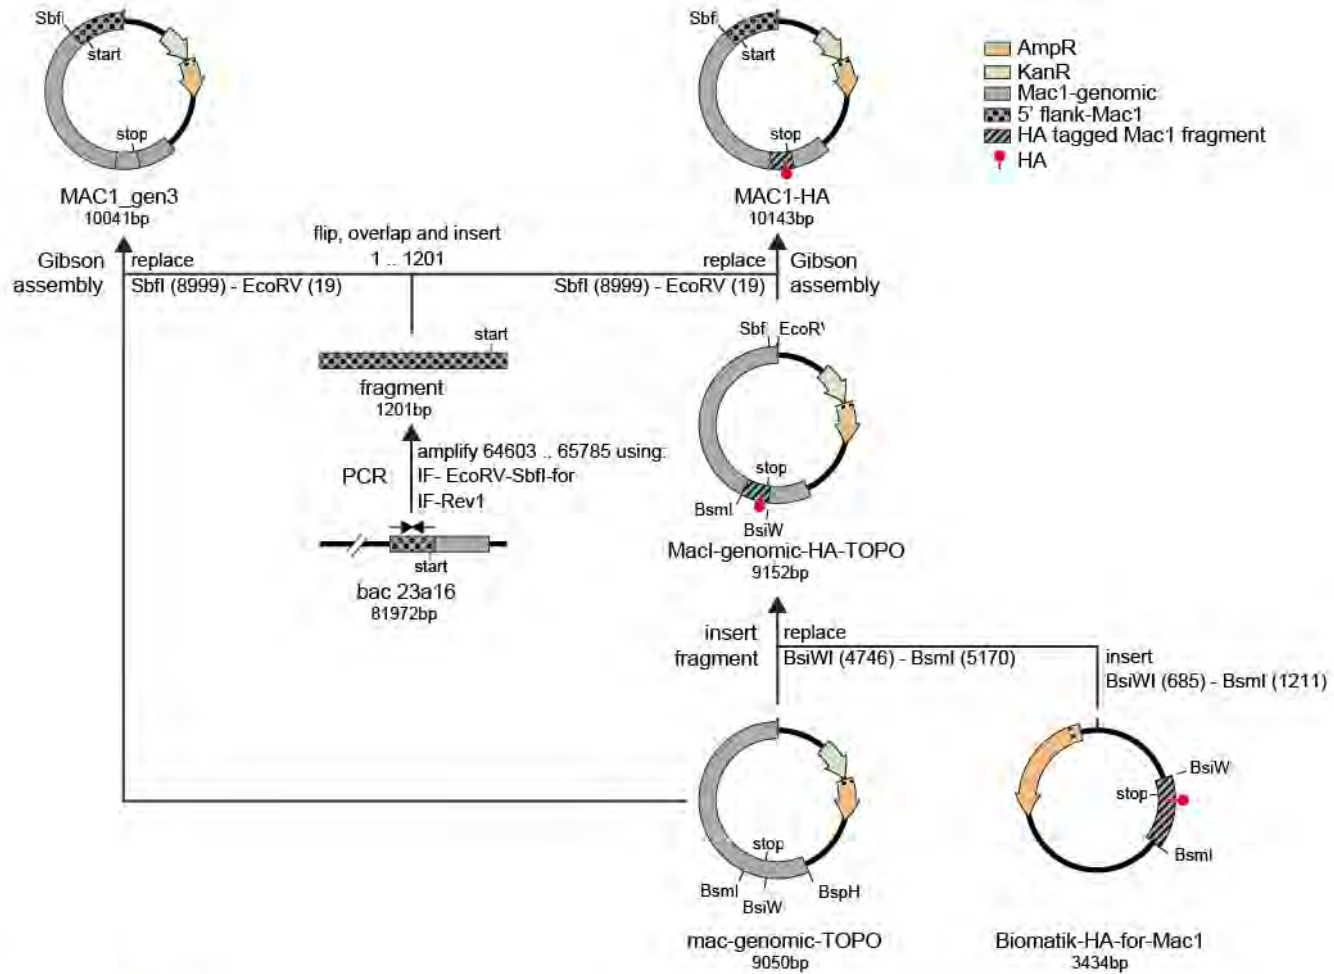 SbfI
start
stop
MAC1_gen3
10041bp
SbfI
start
stop
MAC1-HA
10143bp
AmpR
KanR
Mac1-genomic
5' flank-Mac1
HA tagged Mac1 fragment
HA
Gibson
assembly
replace
SbfI (8999) - EcoRV (19)
flip, overlap and insert
1 .. 1201
replace
SbfI (8999) - EcoRV (19)
Gibson
assembly
start
fragment
1201bp
PCR
amplify 64603 .. 65785 using:
IF- EcoRV-SbfI-for
IF-Rev1
start
bac 23a16
81972bp
Sbf
EcoRV
stop
BsmI
BsiW
MacI-genomic-HA-TOPO
9152bp
insert
fragment
replace
BsiWI (4746) - BsmI (5170)
insert
BsiWI (685) - BsmI (1211)
stop
BsmI
BsiW
BspH
mac-genomic-TOPO
9050bp
BsiW
stop
BsmI
Biomatik-HA-for-Mac1
3434bp